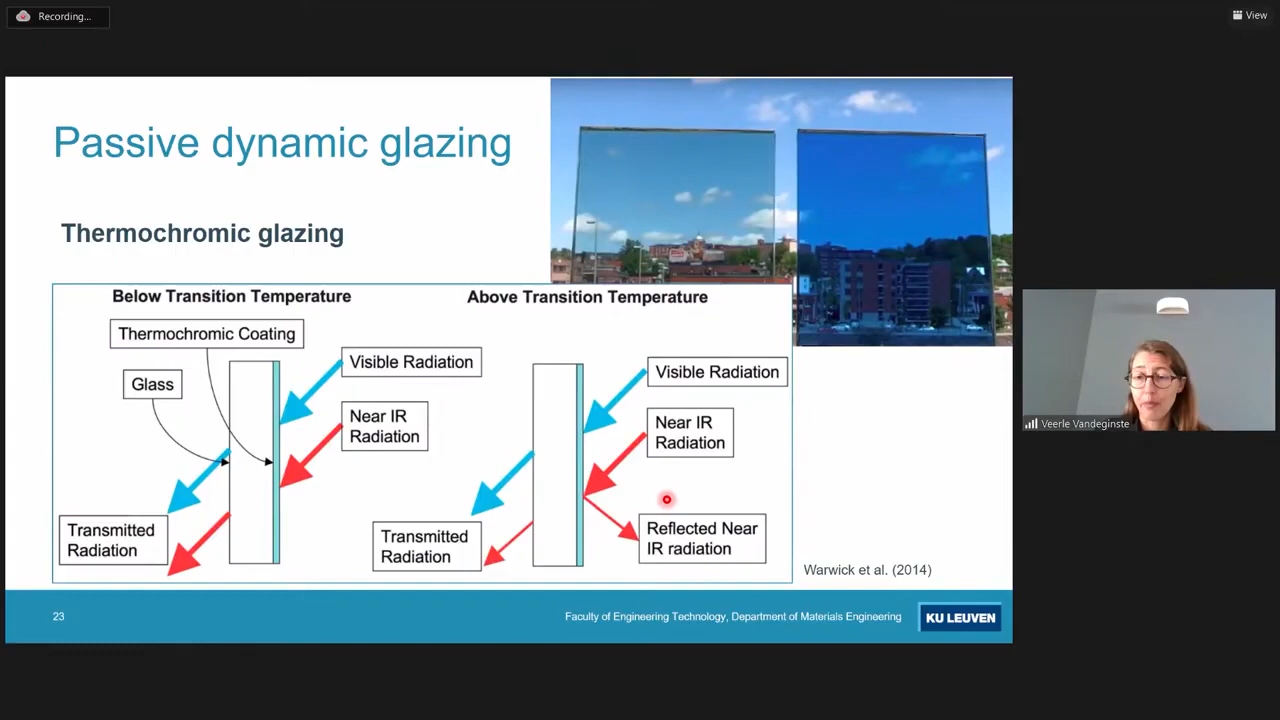 Recording...
View
Passive dynamic glazing
Thermochromic glazing
Below Transition Temperature
Above Transition Temperature
Thermochromic Coating
Glass
Visible Radiation
Near IR
Radiation
Transmitted
Radiation
Visible Radiation
Near IR
Radiation
Transmitted
Radiation
Reflected Near
IR radiation
Warwick et al. (2014)
23
Faculty of Engineering Technology, Department of Materials Engineering
KU LEUVEN
Veerle Vandeginste